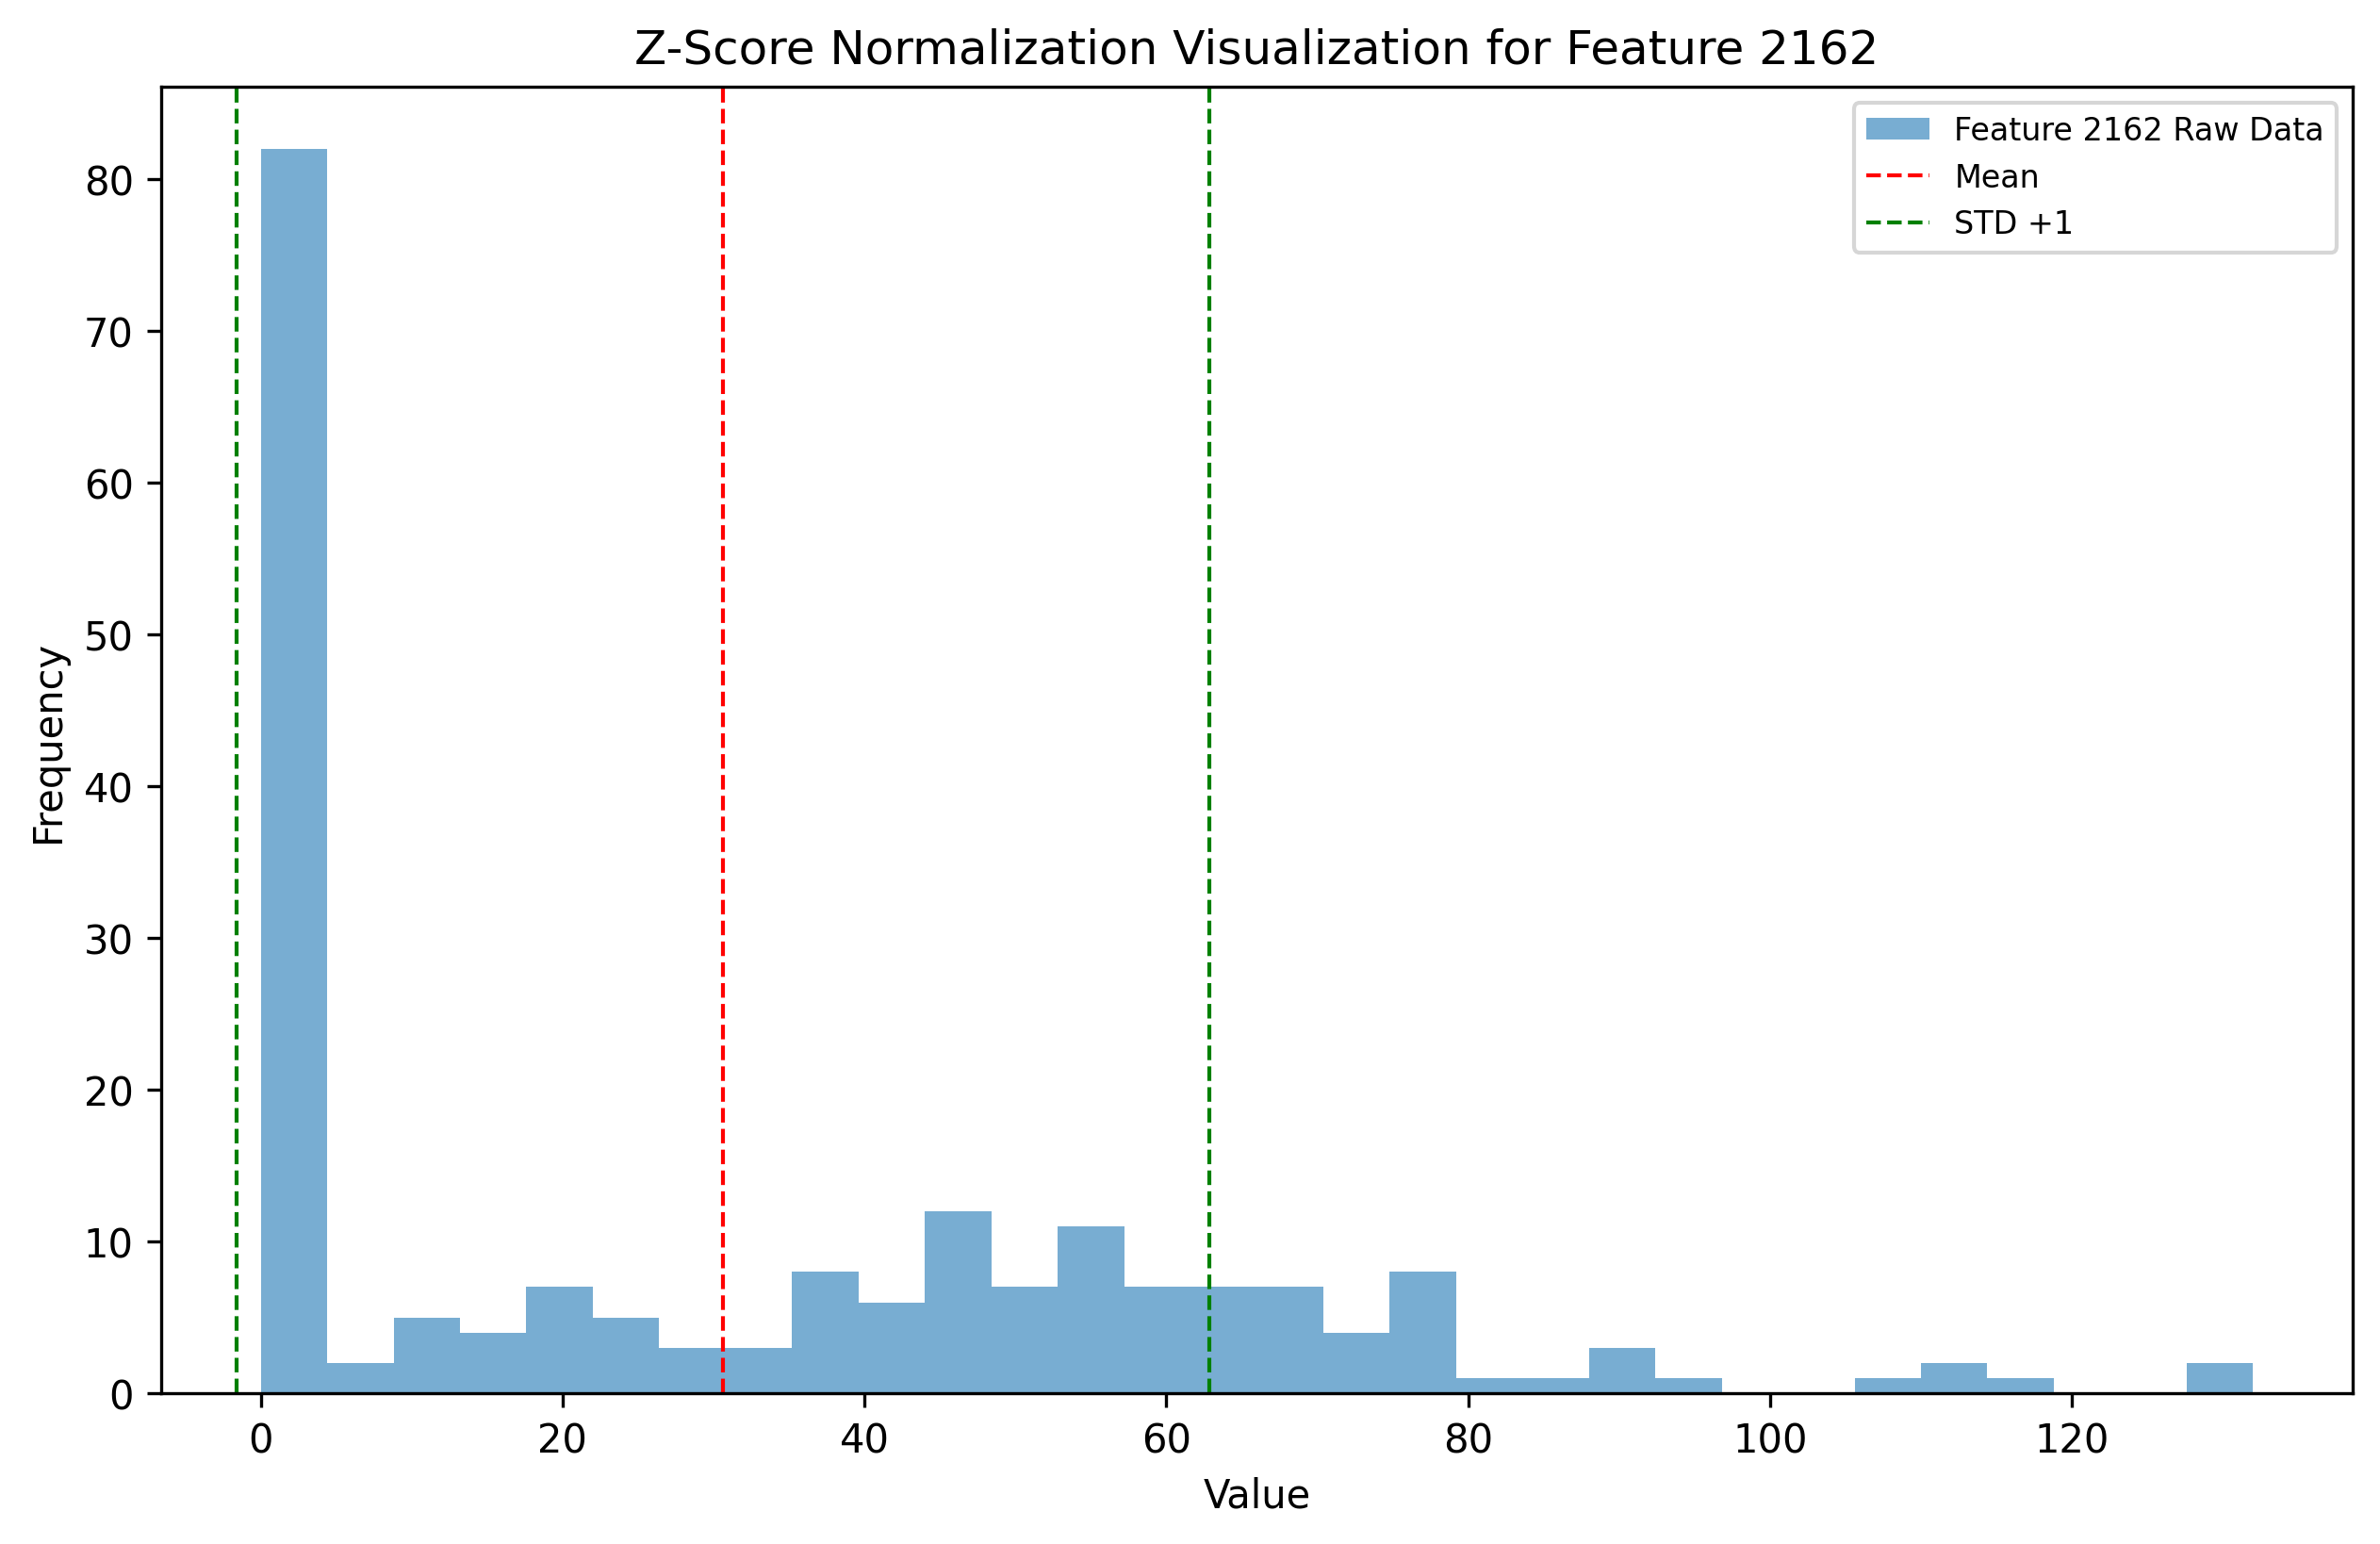 Z-Score Normalization Visualization for Feature 2162
Feature 2162 Raw Data
Mean
STD +1
80
70
60
50
40
30
20
10
0
Frequency
0 20 40 60 80 100 120
Value